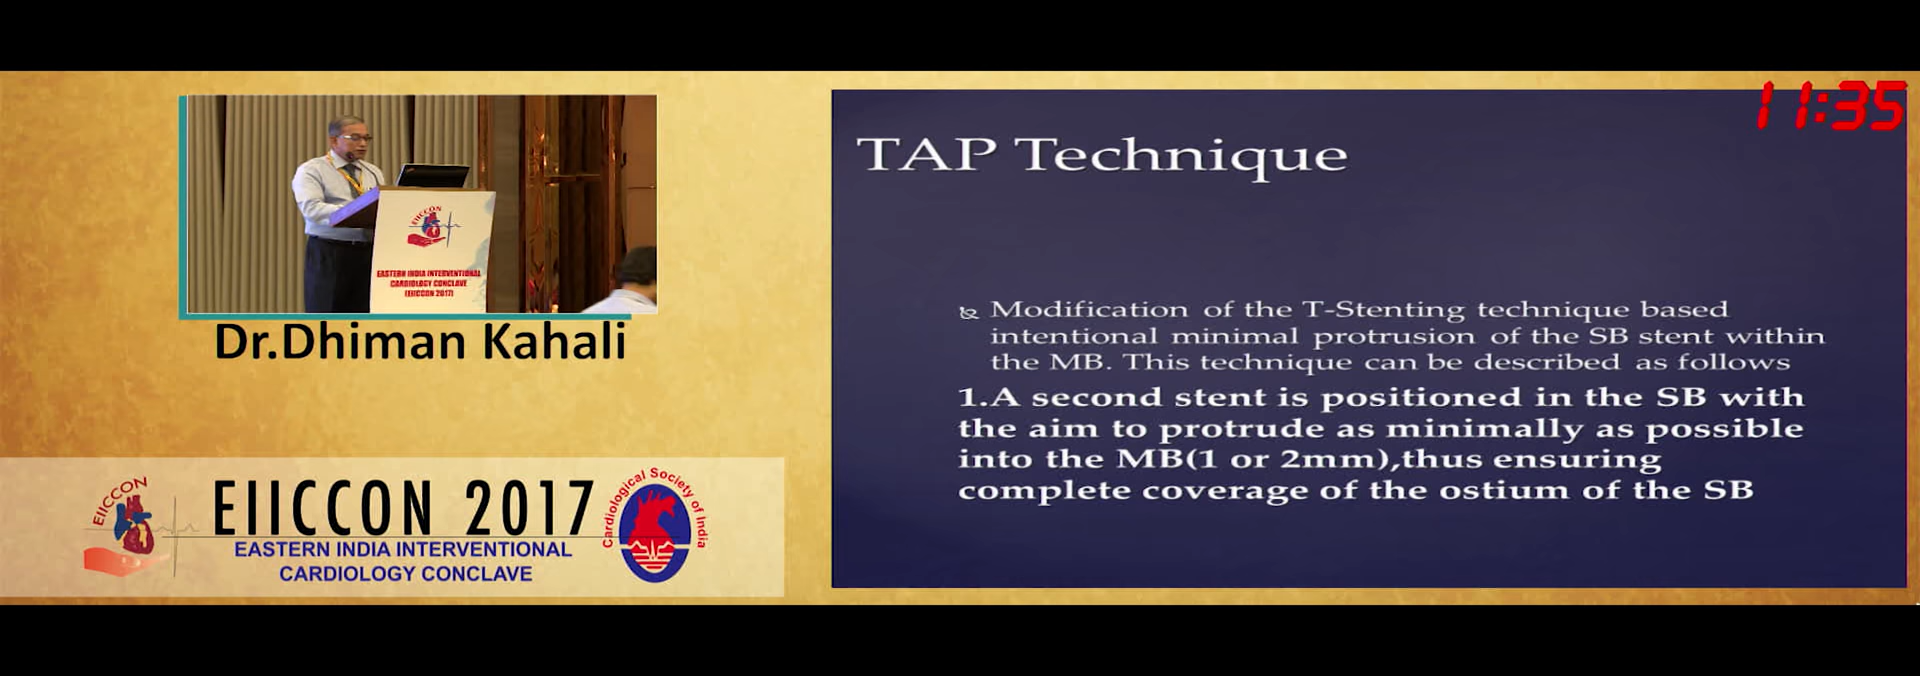 11:35
TAP Technique
Modification of the T-Stenting technique based
intentional minimal protrusion of the SB stent within
the MB. This technique can be described as follows
1.A second stent is positioned in the SB with
the aim to protrude as minimally as possible
into the MB(1 or 2mm),thus ensuring
complete coverage of the ostium of the SB
EIICCON
EASTERN INDIA INTERVENTIONAL
CARDIOLOGY CONCLAVE
(EIICCON 2017)
Dr.Dhiman Kahali
EIICCON
EIICCON 2017
EASTERN INDIA INTERVENTIONAL
CARDIOLOGY CONCLAVE
Cardiological Society of India